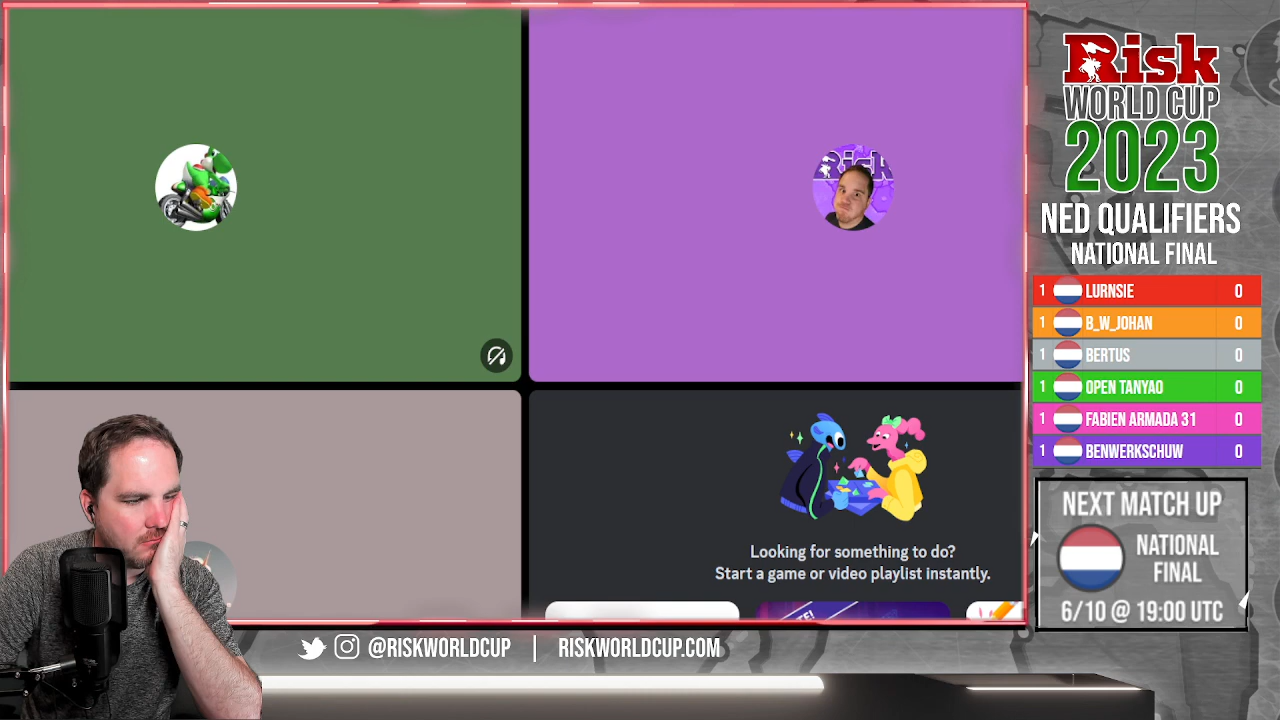 Risk
WORLD CUP
2023
NED QUALIFIERS
NATIONAL FINAL
1 LURNSIE 0
1 B_W_JOHAN 0
1 BERTUS 0
1 OPEN TANYAO 0
1 FABIEN ARMADA 31 0
1 BENWERKSCHUW 0
NEXT MATCH UP
NATIONAL
FINAL
6/10 @ 19:00 UTC
Risk
Looking for something to do?
Start a game or video playlist instantly.
@RISKWORLDCUP | RISKWORLDCUP.COM